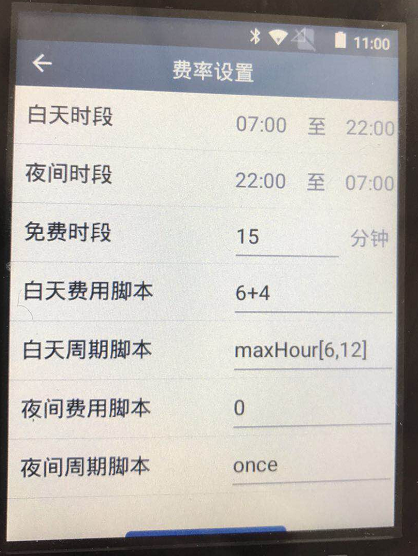 11:00
费率设置
白天时段 07:00 至 22:00
夜间时段 22:00 至 07:00
免费时段 15 分钟
白天费用脚本 6+4
白天周期脚本 maxHour[6,12]
夜间费用脚本 0
夜间周期脚本 once